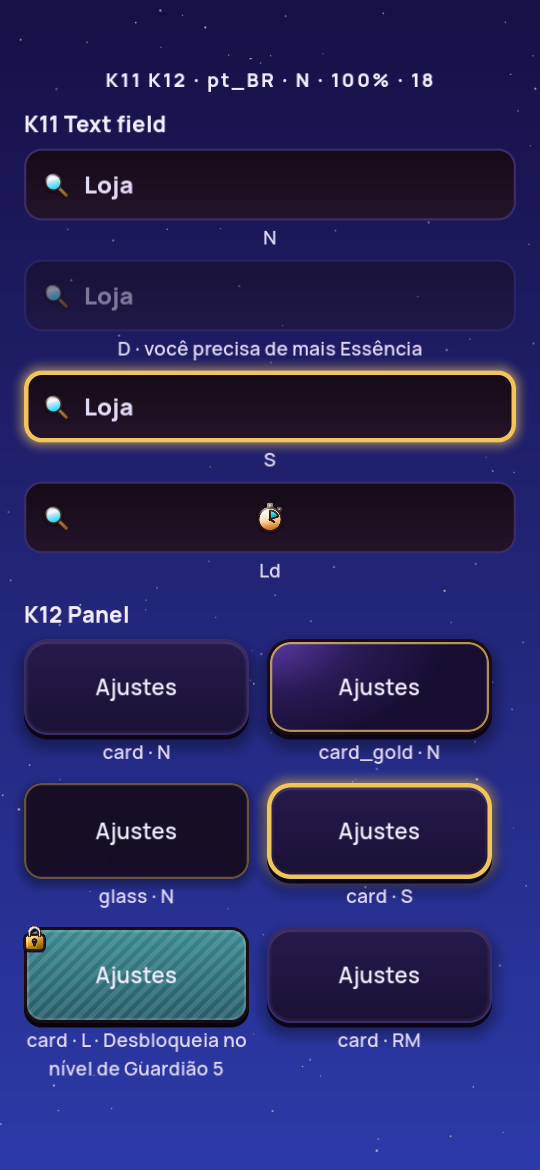 K11 K12 · pt_BR · N · 100% · 18
K11 Text field
Loja
N
Loja
D · você precisa de mais Essência
Loja
S
Ld
K12 Panel
Ajustes
Ajustes
card · N
card_gold · N
Ajustes
Ajustes
glass · N
card · S
Ajustes
Ajustes
card · L · Desbloqueia no
nível de Guardião 5
card · RM